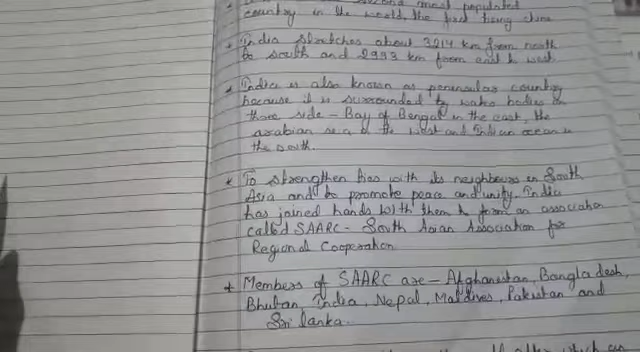 second most populated
country in the world, the first being china
* India stretches about 3214 km from north
to south and 2933 km from east to west
* India is also known as peninsular country
because it is surrounded by water bodies on
three side - Bay of Bengal in the east, the
arabian sea in the west and Indian ocean in
the south.
* To strengthen ties with its neighbours in South
Asia and to promote peace and unity. India
has joined hands with them to form an association
called SAARC - South Asian Association for
Regional Cooperation
* Members of SAARC are - Afghanistan, Bangladesh,
Bhutan, India, Nepal, Maldives, Pakistan and
Sri lanka.